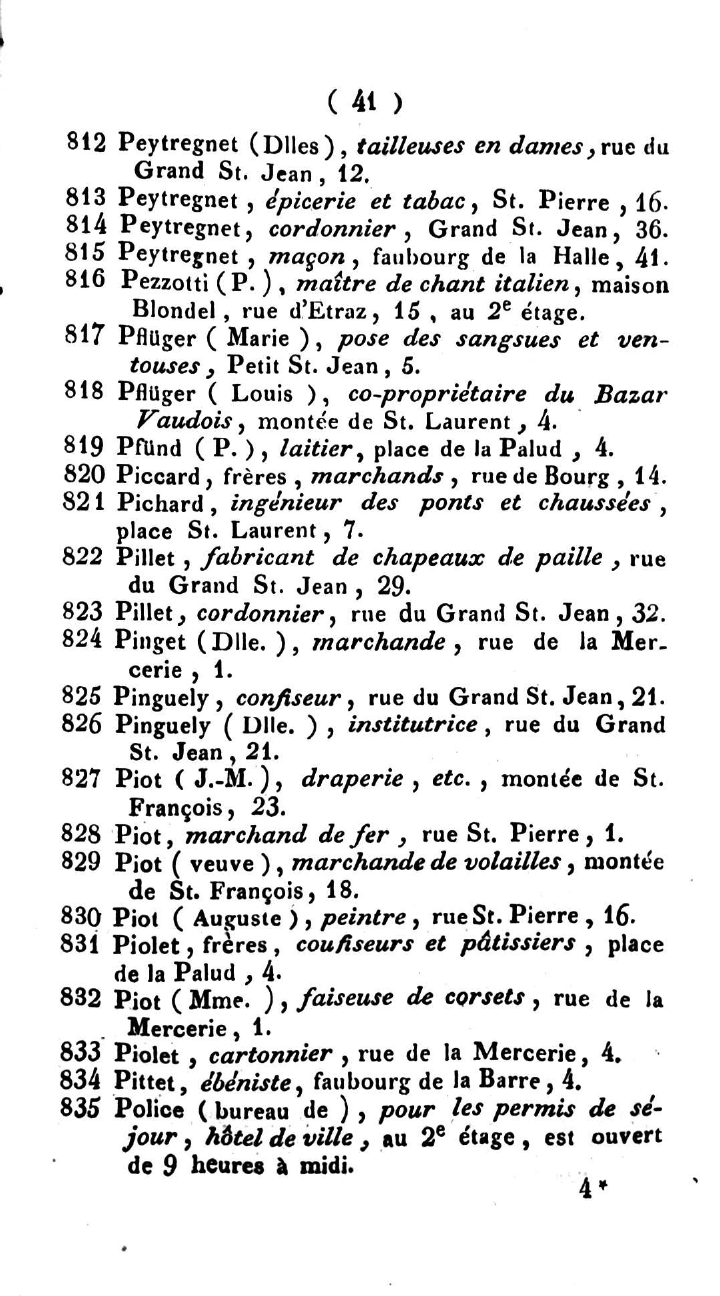 ( 41 )
812 Peytregnet (Dlles), tailleuses en dames, rue du
Grand St. Jean, 12.
813 Peytregnet, épicerie et tabac, St. Pierre, 16.
814 Peytregnet, cordonnier, Grand St. Jean, 36.
815 Peytregnet, maçon, faubourg de la Halle, 41.
816 Pezzotti (P.), maître de chant italien, maison
Blondel, rue d'Etraz, 15, au 2e étage.
817 Pflüger ( Marie ), pose des sangsues et ven-
touses, Petit St. Jean, 5.
818 Pflüger ( Louis ), co-propriétaire du Bazar
Vaudois, montée de St. Laurent, 4.
819 Pfünd (P.), laitier, place de la Palud, 4.
820 Piccard, frères, marchands, rue de Bourg, 14.
821 Pichard, ingénieur des ponts et chaussées,
place St. Laurent, 7.
822 Pillet, fabricant de chapeaux de paille, rue
du Grand St. Jean, 29.
823 Pillet, cordonnier, rue du Grand St. Jean, 32.
824 Pinget (Dlle.), marchande, rue de la Mer-
cerie, 1.
825 Pinguely, confiseur, rue du Grand St. Jean, 21.
826 Pinguely ( Dlle. ), institutrice, rue du Grand
St. Jean, 21.
827 Piot ( J.-M. ), draperie, etc., montée de St.
François, 23.
828 Piot, marchand de fer, rue St. Pierre, 1.
829 Piot ( veuve ), marchande de volailles, montée
de St. François, 18.
830 Piot ( Auguste ), peintre, rue St. Pierre, 16.
831 Piolet, frères, coufiseurs et pâtissiers, place
de la Palud, 4.
832 Piot ( Mme. ), faiseuse de corsets, rue de la
Mercerie, 1.
833 Piolet, cartonnier, rue de la Mercerie, 4.
834 Pittet, ébéniste, faubourg de la Barre, 4.
835 Police ( bureau de ), pour les permis de sé-
jour, hôtel de ville, au 2e étage, est ouvert
de 9 heures à midi.
4*